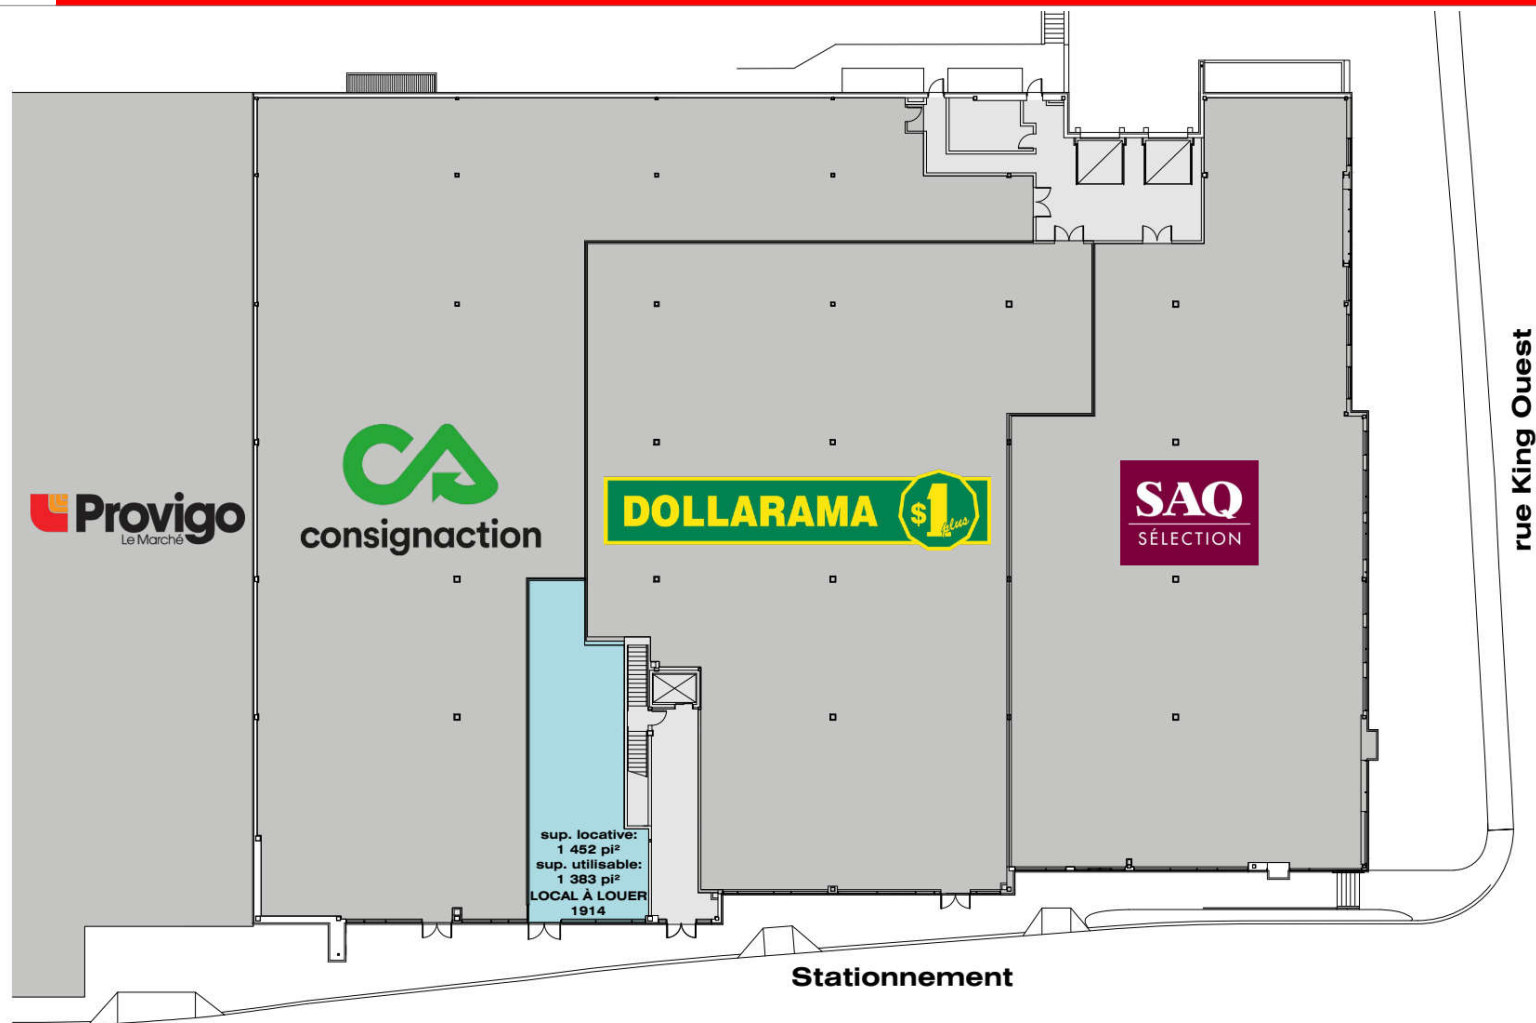 Provigo
Le Marché
consignaction
DOLLARAMA $1 plus
SAQ
SÉLECTION
rue King Ouest
sup. locative:
1 452 pi²
sup. utilisable:
1 383 pi²
LOCAL À LOUER
1914
Stationnement